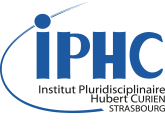 iPHC
Institut Pluridisciplinaire
Hubert CURIEN
STRASBOURG